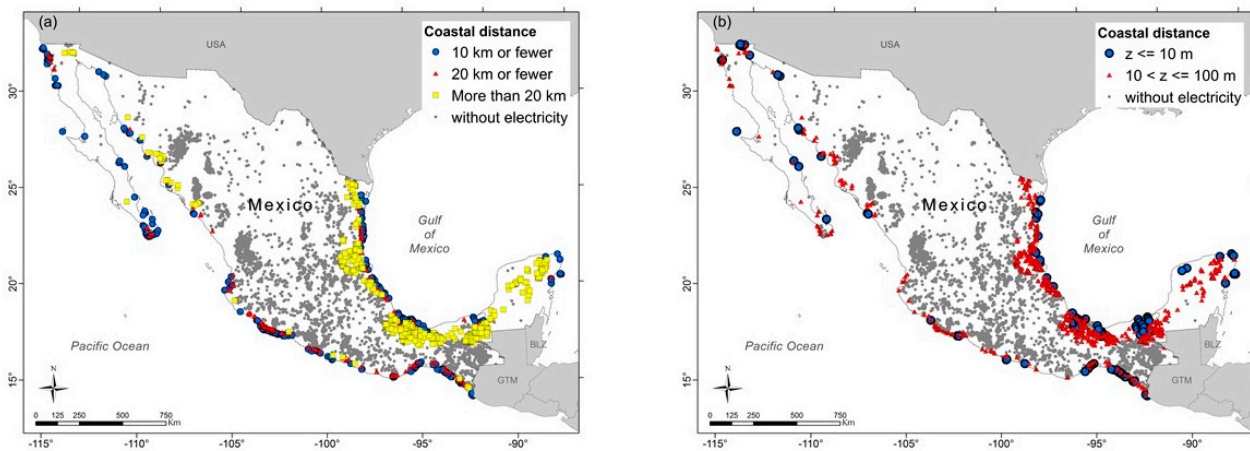 (a)
USA
Coastal distance
10 km or fewer
20 km or fewer
More than 20 km
without electricity
30°
25°
20°
15°
Mexico
Gulf
of
Mexico
Pacific Ocean
BLZ
GTM
N
0 125 250 500 750
Km
-115° -110° -105° -100° -95° -90°
(b)
USA
Coastal distance
z <= 10 m
10 < z <= 100 m
without electricity
30°
25°
20°
15°
Mexico
Gulf
of
Mexico
Pacific Ocean
BLZ
GTM
N
0 125 250 500 750
Km
-115° -110° -105° -100° -95° -90°